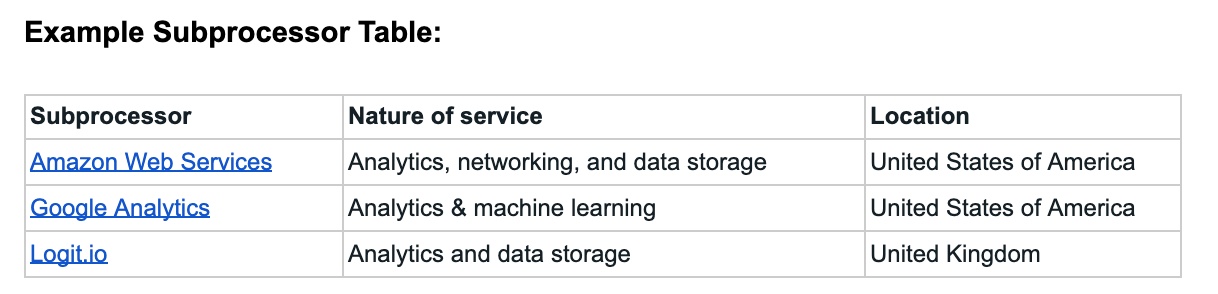 Example Subprocessor Table:
Subprocessor Nature of service Location
Amazon Web Services Analytics, networking, and data storage United States of America
Google Analytics Analytics & machine learning United States of America
Logit.io Analytics and data storage United Kingdom